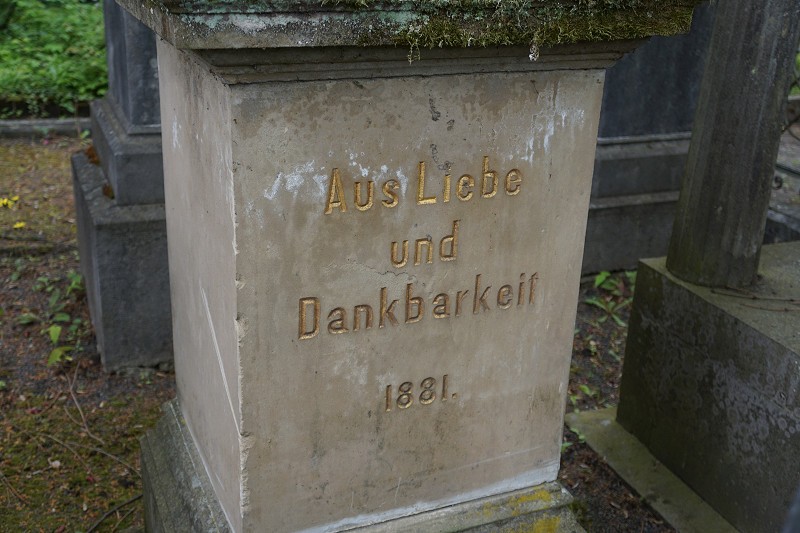 Aus Liebe
und
Dankbarkeit
1881.